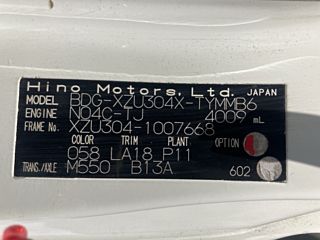 Hino Motors, Ltd. JAPAN
MODEL BDG-XZU304X-TYMMB6
ENGINE N04C-TJ 4009 mL
FRAME No. XZU304-1007668
COLOR TRIM PLANT OPTION
058 LA18 P11
TRANS./AXLE M550 B13A 602